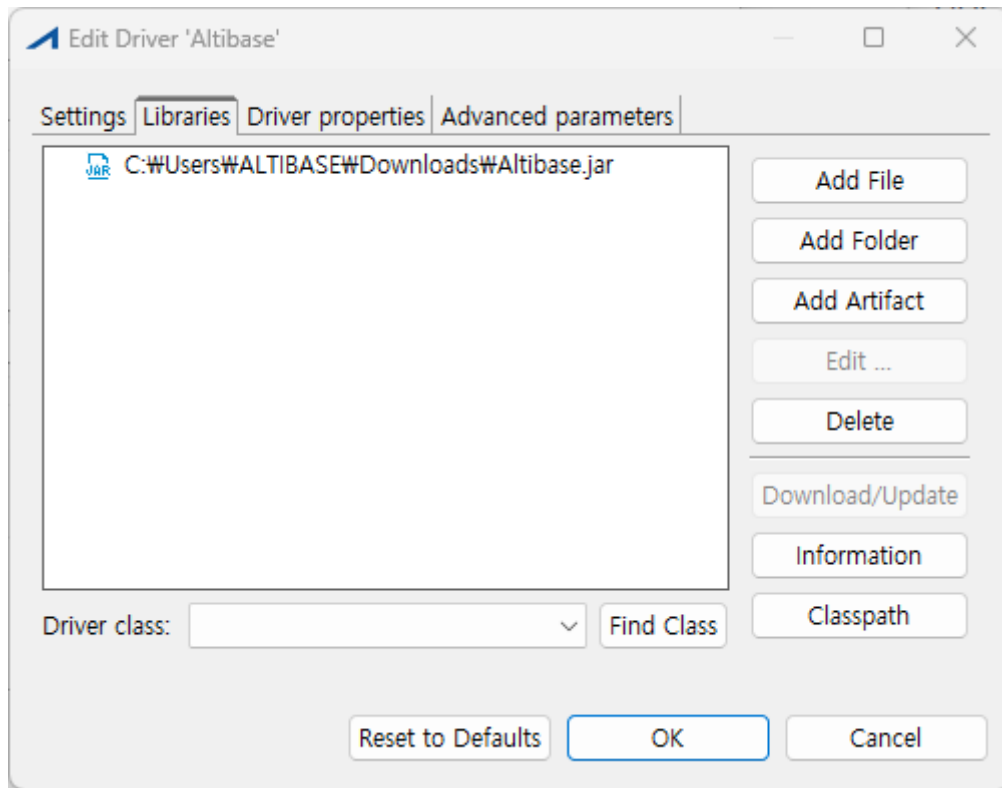 Edit Driver 'Altibase'
Settings Libraries Driver properties Advanced parameters
JAR C:₩Users₩ALTIBASE₩Downloads₩Altibase.jar
Add File
Add Folder
Add Artifact
Edit ...
Delete
Download/Update
Information
Classpath
Driver class: Find Class
Reset to Defaults OK Cancel